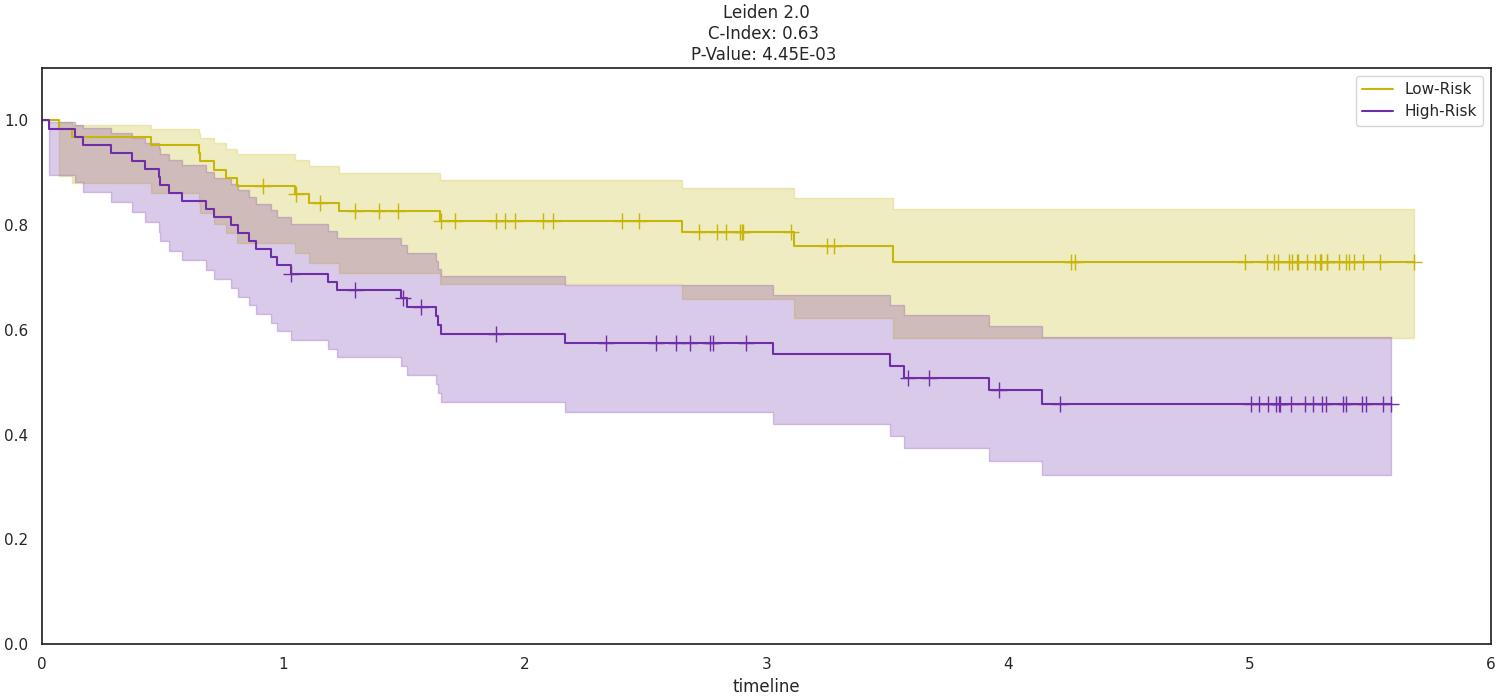 Leiden 2.0
C-Index: 0.63
P-Value: 4.45E-03
Low-Risk
High-Risk
1.0
0.8
0.6
0.4
0.2
0.0
0 1 2 3 4 5 6
timeline